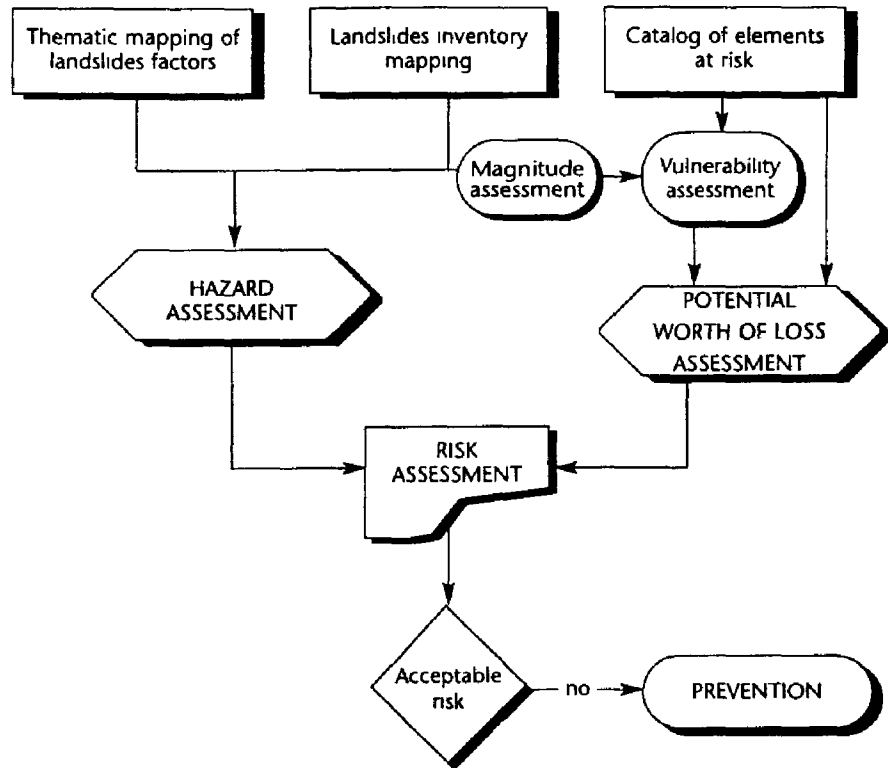 Thematic mapping of
landslides factors
Landslides inventory
mapping
Catalog of elements
at risk
Magnitude
assessment
Vulnerability
assessment
HAZARD
ASSESSMENT
POTENTIAL
WORTH OF LOSS
ASSESSMENT
RISK
ASSESSMENT
Acceptable
risk
no
PREVENTION